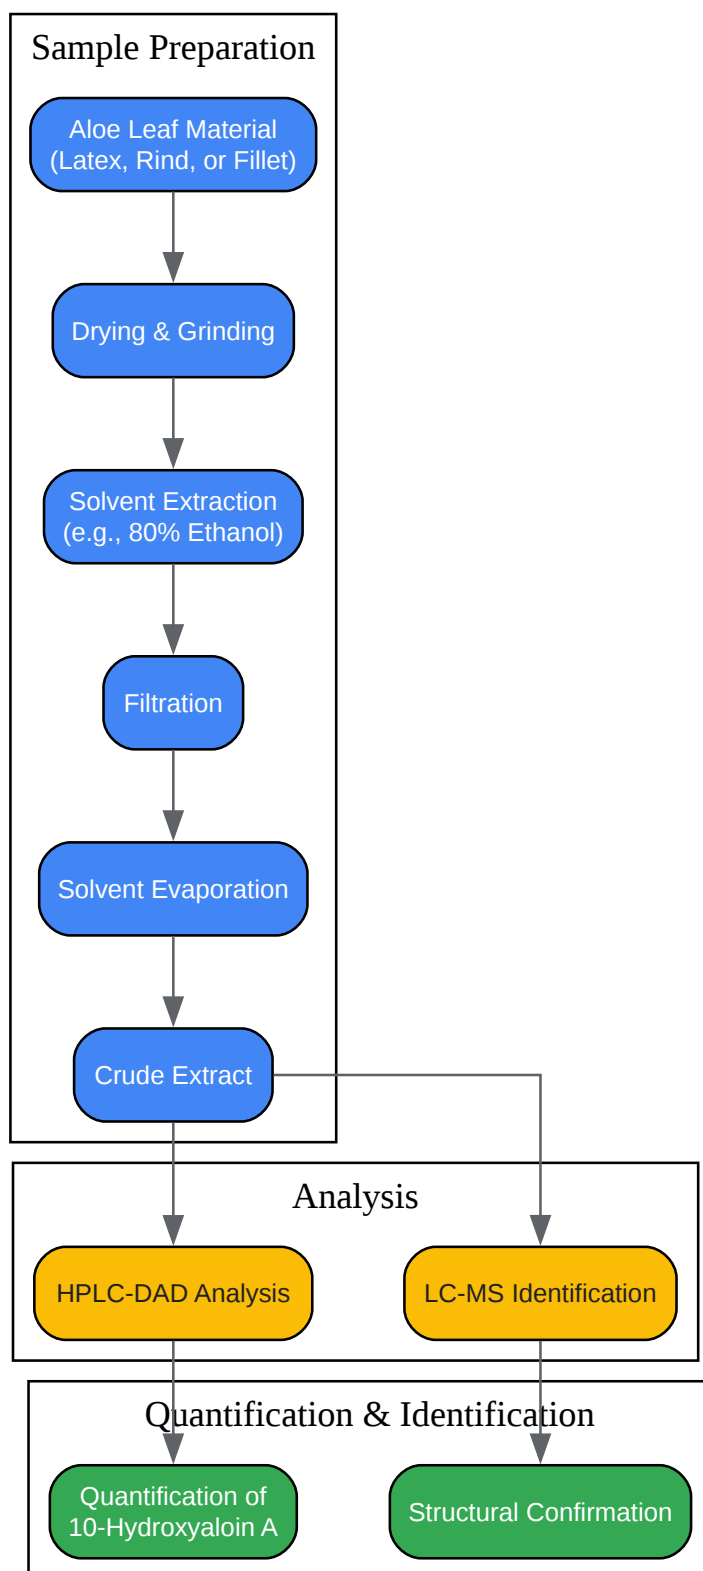 Sample Preparation
Aloe Leaf Material
(Latex, Rind, or Fillet)
Drying & Grinding
Solvent Extraction
(e.g., 80% Ethanol)
Filtration
Solvent Evaporation
Crude Extract
Analysis
HPLC-DAD Analysis
LC-MS Identification
Quantification & Identification
Quantification of
10-Hydroxyaloin A
Structural Confirmation